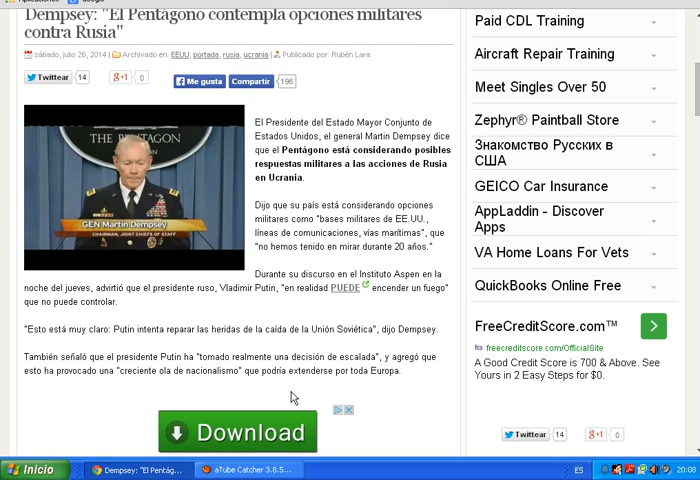 Dempsey: "El Pentágono contempla opciones militares
contra Rusia"
sábado, julio 26, 2014 | Archivado en: EEUU, portada, rusia, ucrania | Publicado por: Rubén Lara
Twittear 14 g+1 0 Me gusta Compartir 196
THE PENTAGON
GEN Martin Dempsey
CHAIRMAN, JOINT CHIEFS OF STAFF
El Presidente del Estado Mayor Conjunto de
Estados Unidos, el general Martin Dempsey dice
que el Pentágono está considerando posibles
respuestas militares a las acciones de Rusia
en Ucrania.
Dijo que su país está considerando opciones
militares como "bases militares de EE.UU.,
líneas de comunicaciones, vías marítimas", que
"no hemos tenido en mirar durante 20 años."
Durante su discurso en el Instituto Aspen en la
noche del jueves, advirtió que el presidente ruso, Vladimir Putin, "en realidad PUEDE encender un fuego"
que no puede controlar.
"Esto está muy claro: Putin intenta reparar las heridas de la caída de la Unión Soviética", dijo Dempsey.
También señaló que el presidente Putin ha "tomado realmente una decisión de escalada", y agregó que
esto ha provocado una "creciente ola de nacionalismo" que podría extenderse por toda Europa.
Download
Paid CDL Training
Aircraft Repair Training
Meet Singles Over 50
Zephyr® Paintball Store
Знакомство Русских в
США
GEICO Car Insurance
AppLaddin - Discover
Apps
VA Home Loans For Vets
QuickBooks Online Free
FreeCreditScore.com™
freecreditscore.com/OfficialSite
A Good Credit Score is 700 & Above. See
Yours in 2 Easy Steps for $0.
Twittear 14 g+1 0
Inicio
Dempsey: "El Pentág...
aTube Catcher 3.8.5...
ES
20:08